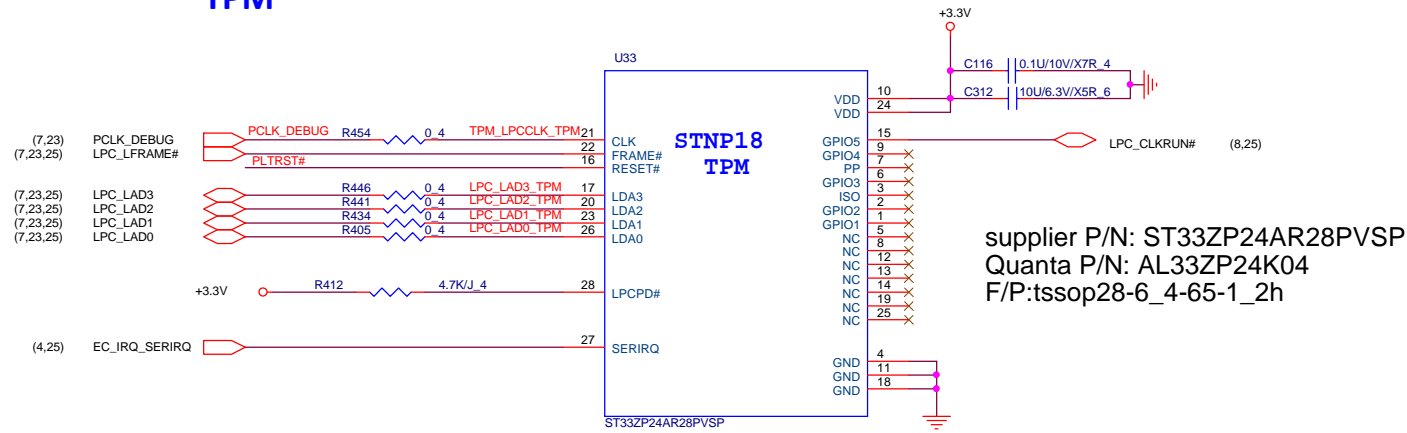 TPM
+3.3V
U33
C116 0.1U/10V/X7R_4
C312 10U/6.3V/X5R_6
VDD 10
VDD 24
(7,23) PCLK_DEBUG PCLK_DEBUG R454 0_4 TPM_LPCCLK_TPM 21 CLK
(7,23,25) LPC_LFRAME# 22 FRAME#
PLTRST# 16 RESET#
STNP18
TPM
GPIO5 15 LPC_CLKRUN# (8,25)
GPIO4 9
PP 7
GPIO3 6
ISO 3
GPIO2 2
GPIO1 1
NC 5
NC 8
NC 12
NC 13
NC 14
NC 19
NC 25
(7,23,25) LPC_LAD3 R446 0_4 LPC_LAD3_TPM 17 LDA3
(7,23,25) LPC_LAD2 R441 0_4 LPC_LAD2_TPM 20 LDA2
(7,23,25) LPC_LAD1 R434 0_4 LPC_LAD1_TPM 23 LDA1
(7,23,25) LPC_LAD0 R405 0_4 LPC_LAD0_TPM 26 LDA0
supplier P/N: ST33ZP24AR28PVSP
Quanta P/N: AL33ZP24K04
F/P:tssop28-6_4-65-1_2h
+3.3V R412 4.7K/J_4 28 LPCPD#
(4,25) EC_IRQ_SERIRQ 27 SERIRQ
GND 4
GND 11
GND 18
ST33ZP24AR28PVSP